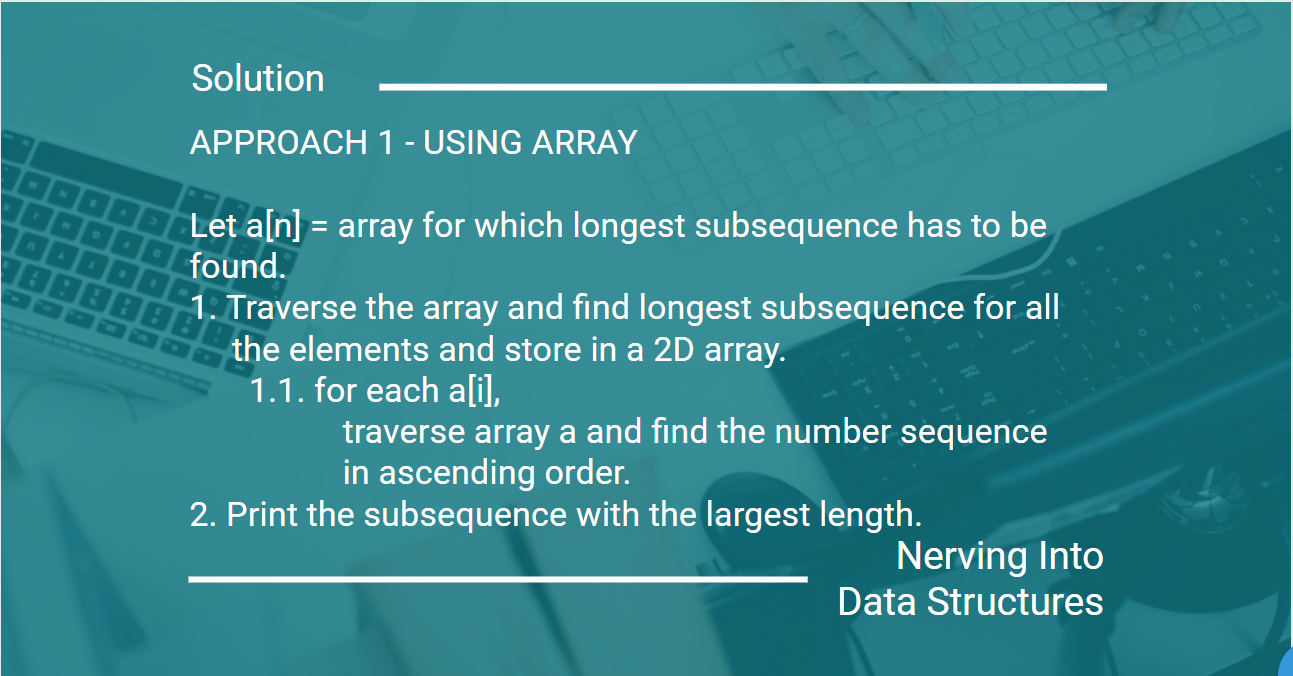 Solution
APPROACH 1 - USING ARRAY
Let a[n] = array for which longest subsequence has to be
found.
1. Traverse the array and find longest subsequence for all
the elements and store in a 2D array.
1.1. for each a[i],
traverse array a and find the number sequence
in ascending order.
2. Print the subsequence with the largest length.
Nerving Into
Data Structures